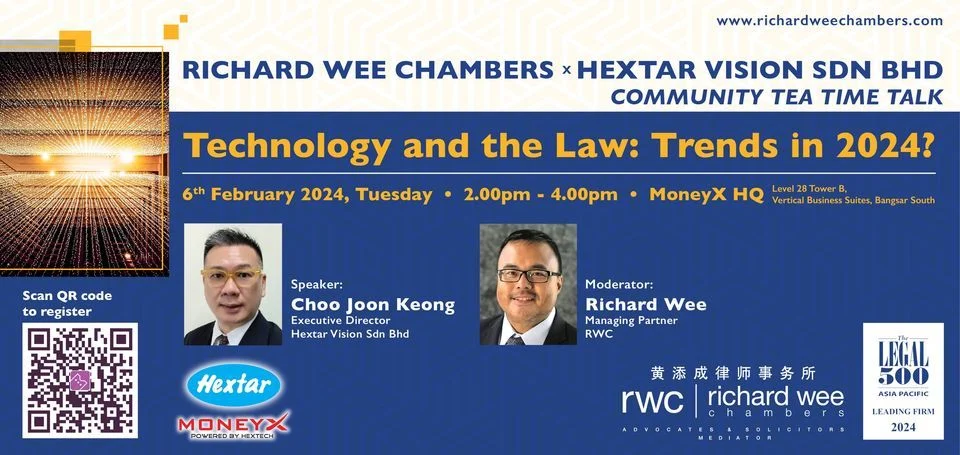 www.richardweechambers.com
RICHARD WEE CHAMBERS x HEXTAR VISION SDN BHD
COMMUNITY TEA TIME TALK
Technology and the Law: Trends in 2024?
6th February 2024, Tuesday • 2.00pm - 4.00pm • MoneyX HQ
Level 28 Tower B,
Vertical Business Suites, Bangsar South
Speaker:
Choo Joon Keong
Executive Director
Hextar Vision Sdn Bhd
Moderator:
Richard Wee
Managing Partner
RWC
Scan QR code
to register
Hextar
MONEYX
POWERED BY HEXTECH
黄添成律师事务所
rwc
richard wee
chambers
ADVOCATES & SOLICITORS
MEDIATOR
The
LEGAL
500
ASIA PACIFIC
LEADING FIRM
2024